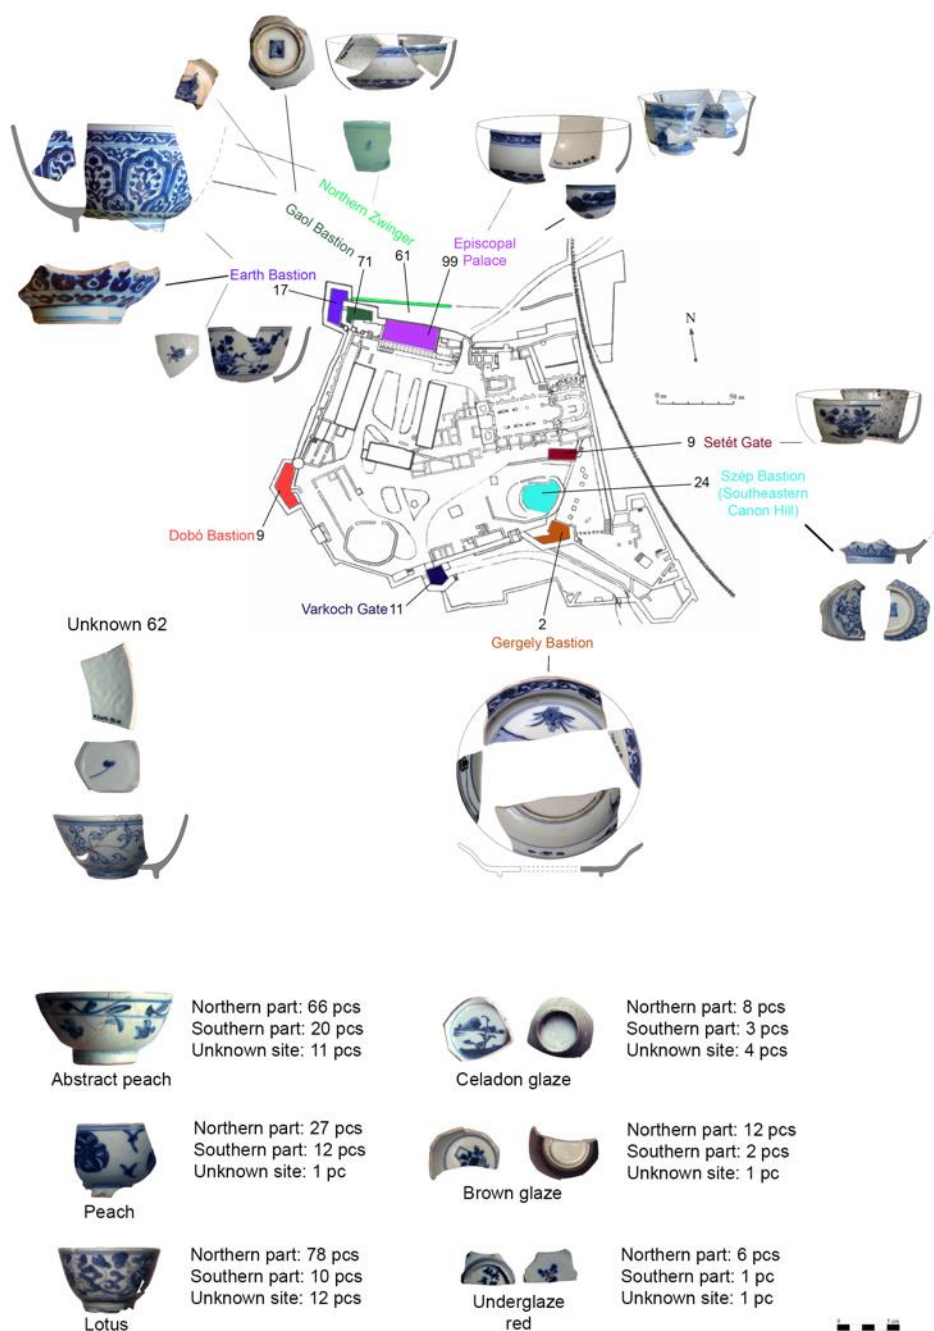 Northern Zwinger
Gaol Bastion
61
71
99
Episcopal
Palace
Earth Bastion
17
N
0 m
50 m
9 Setét Gate
24
Szép Bastion
(Southeastern
Canon Hill)
Dobó Bastion 9
Varkoch Gate 11
2
Gergely Bastion
Unknown 62
Northern part: 66 pcs
Southern part: 20 pcs
Unknown site: 11 pcs
Abstract peach
Northern part: 8 pcs
Southern part: 3 pcs
Unknown site: 4 pcs
Celadon glaze
Northern part: 27 pcs
Southern part: 12 pcs
Unknown site: 1 pc
Peach
Northern part: 12 pcs
Southern part: 2 pcs
Unknown site: 1 pc
Brown glaze
Northern part: 78 pcs
Southern part: 10 pcs
Unknown site: 12 pcs
Lotus
Northern part: 6 pcs
Southern part: 1 pc
Unknown site: 1 pc
Underglaze
red
0
5 cm